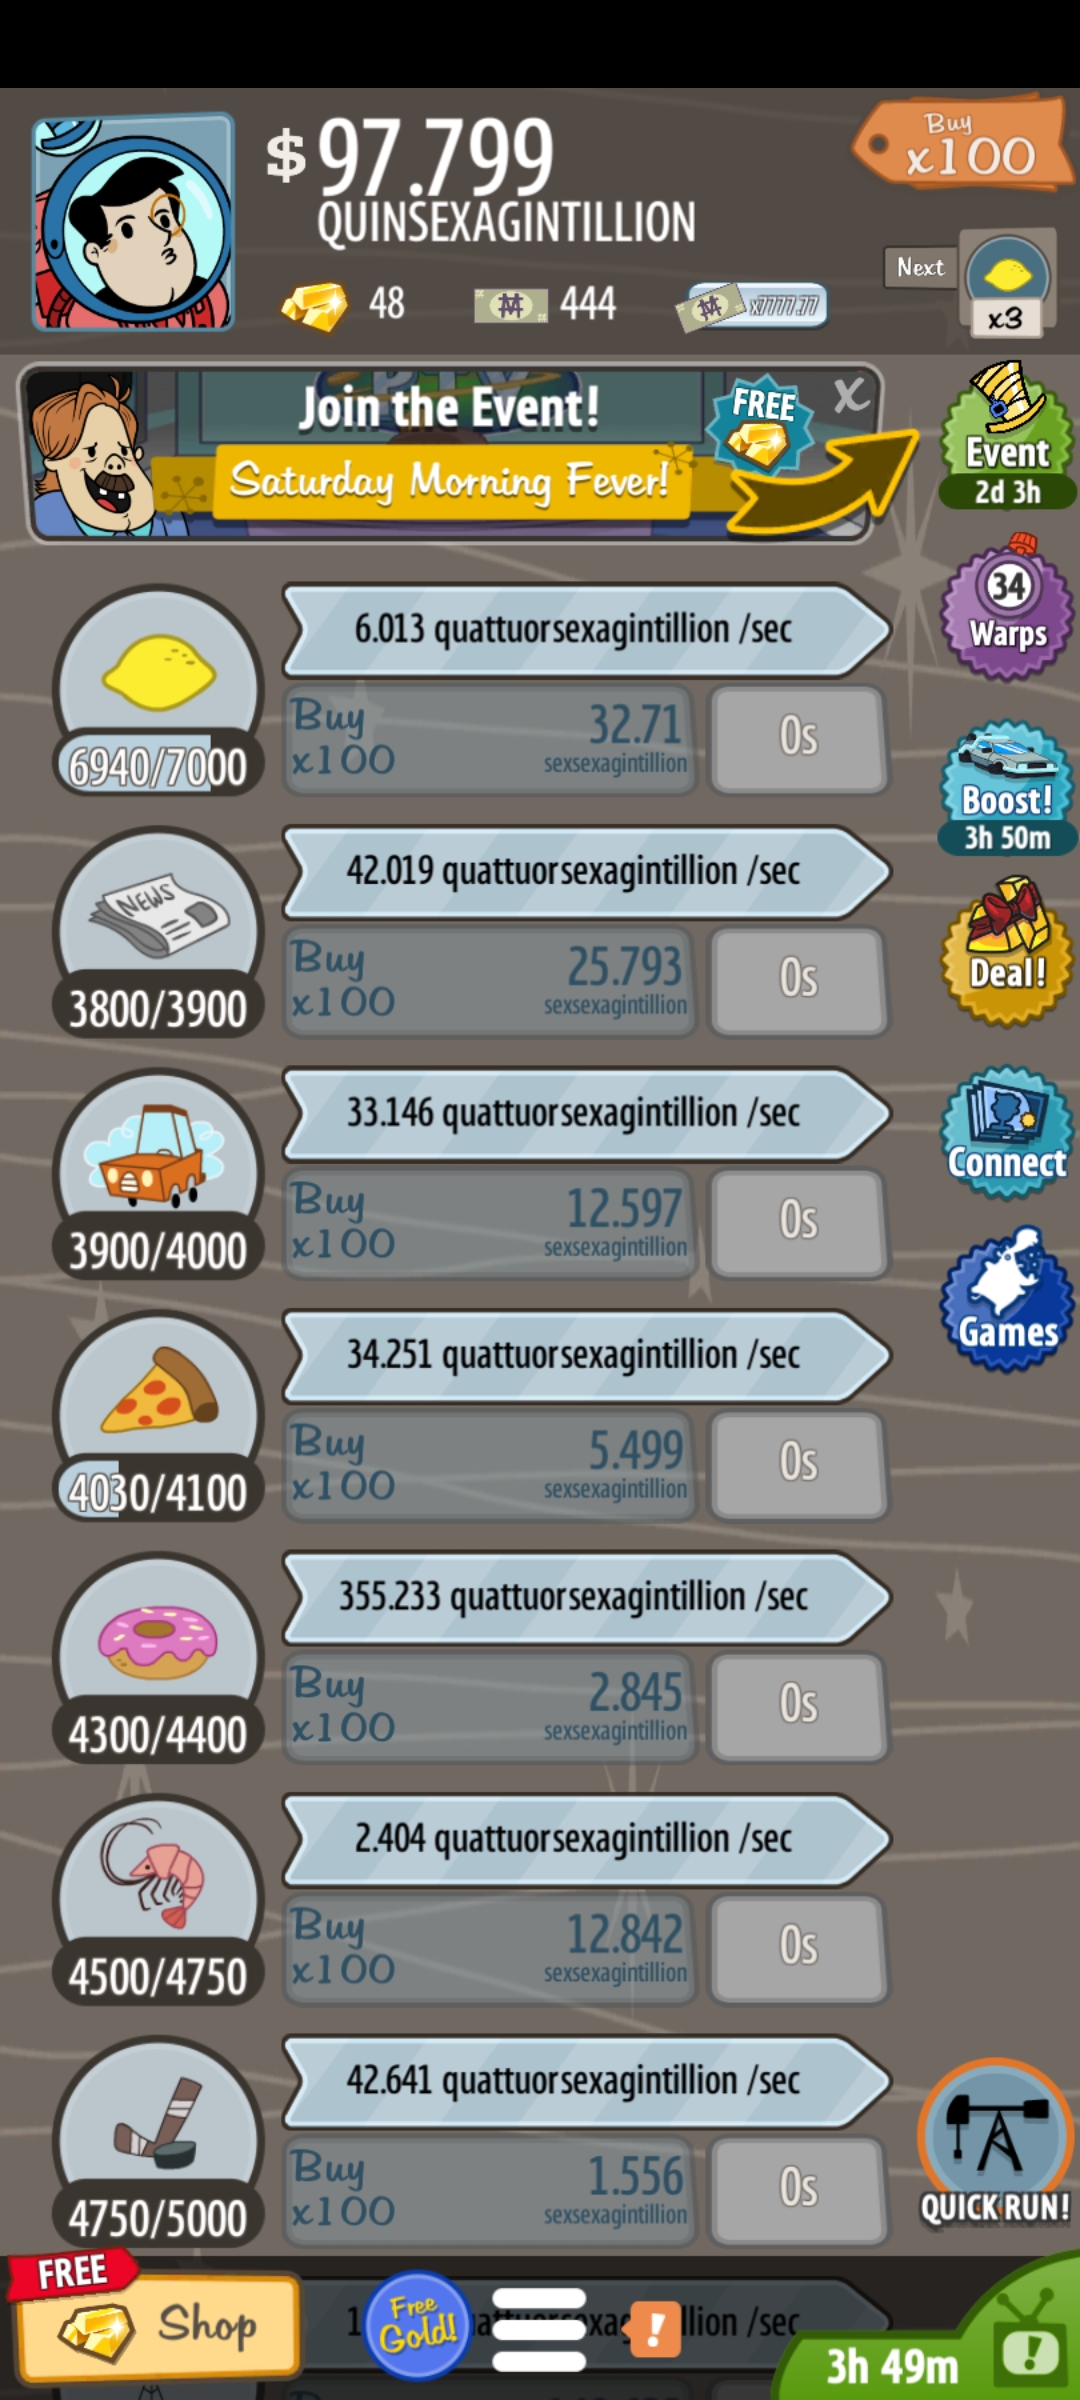 $ 97.799
QUINSEXAGINTILLION
Buy
x100
48
444
x7777.77
Next
x3
Join the Event!
Saturday Morning Fever!
FREE
X
Event
2d 3h
34
Warps
6.013 quattuorsexagintillion /sec
Buy
x100
32.71
sexsexagintillion
0s
6940/7000
Boost!
3h 50m
NEWS
42.019 quattuorsexagintillion /sec
Buy
x100
25.793
sexsexagintillion
0s
3800/3900
Deal!
33.146 quattuorsexagintillion /sec
Buy
x100
12.597
sexsexagintillion
0s
3900/4000
Connect
34.251 quattuorsexagintillion /sec
Buy
x100
5.499
sexsexagintillion
0s
4030/4100
Games
355.233 quattuorsexagintillion /sec
Buy
x100
2.845
sexsexagintillion
0s
4300/4400
2.404 quattuorsexagintillion /sec
Buy
x100
12.842
sexsexagintillion
0s
4500/4750
42.641 quattuorsexagintillion /sec
Buy
x100
1.556
sexsexagintillion
0s
4750/5000
QUICK RUN!
FREE
Shop
Free
Gold!
!
/sec
3h 49m
!